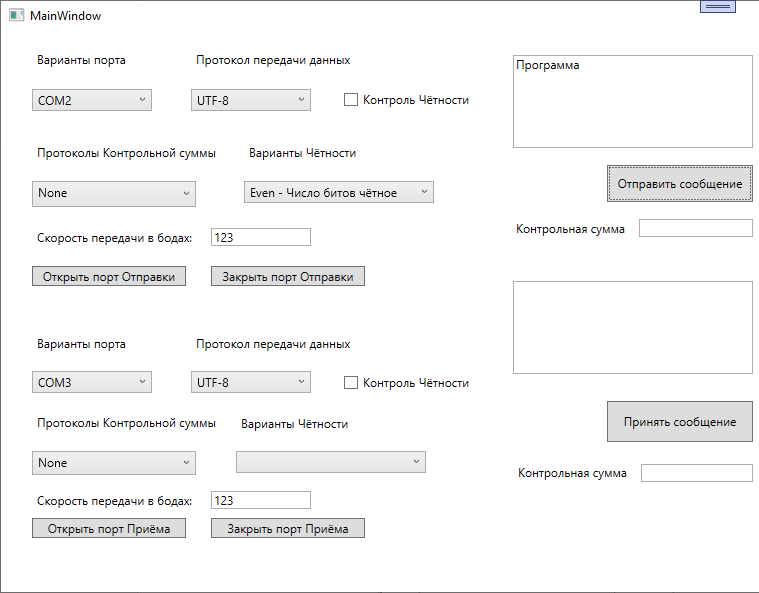 MainWindow
Варианты порта
Протокол передачи данных
COM2
UTF-8
Контроль Чётности
Протоколы Контрольной суммы
Варианты Чётности
None
Even - Число битов чётное
Скорость передачи в бодах:
123
Открыть порт Отправки
Закрыть порт Отправки
Программа
Отправить сообщение
Контрольная сумма
Варианты порта
Протокол передачи данных
COM3
UTF-8
Контроль Чётности
Протоколы Контрольной суммы
Варианты Чётности
None
Скорость передачи в бодах:
123
Открыть порт Приёма
Закрыть порт Приёма
Принять сообщение
Контрольная сумма